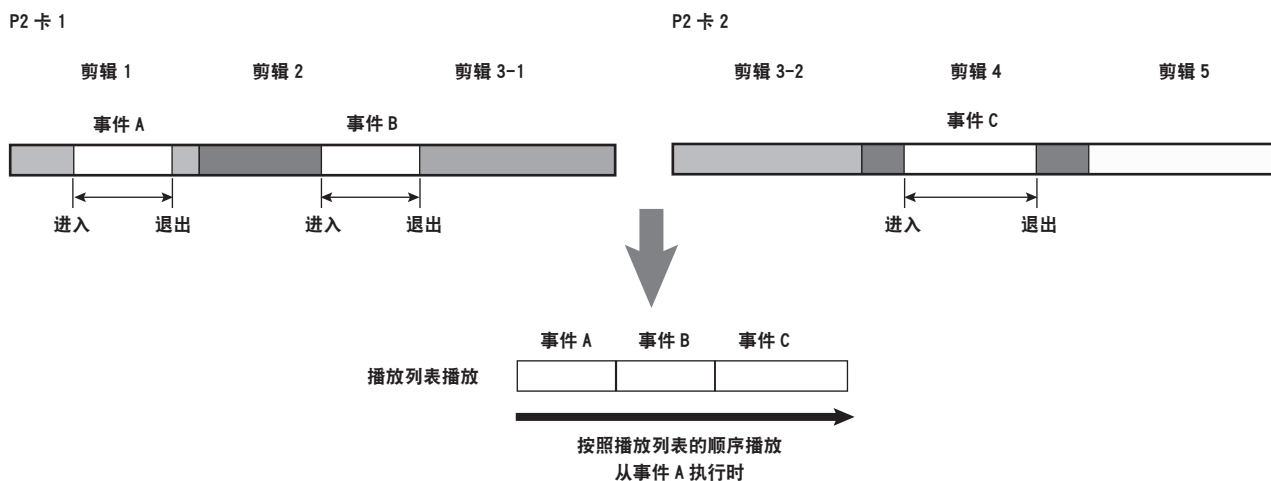 P2 卡 1
P2 卡 2
剪辑 1
剪辑 2
剪辑 3-1
剪辑 3-2
剪辑 4
剪辑 5
事件 A
事件 B
事件 C
进入
退出
进入
退出
进入
退出
事件 A
事件 B
事件 C
播放列表播放
按照播放列表的顺序播放
从事件 A 执行时